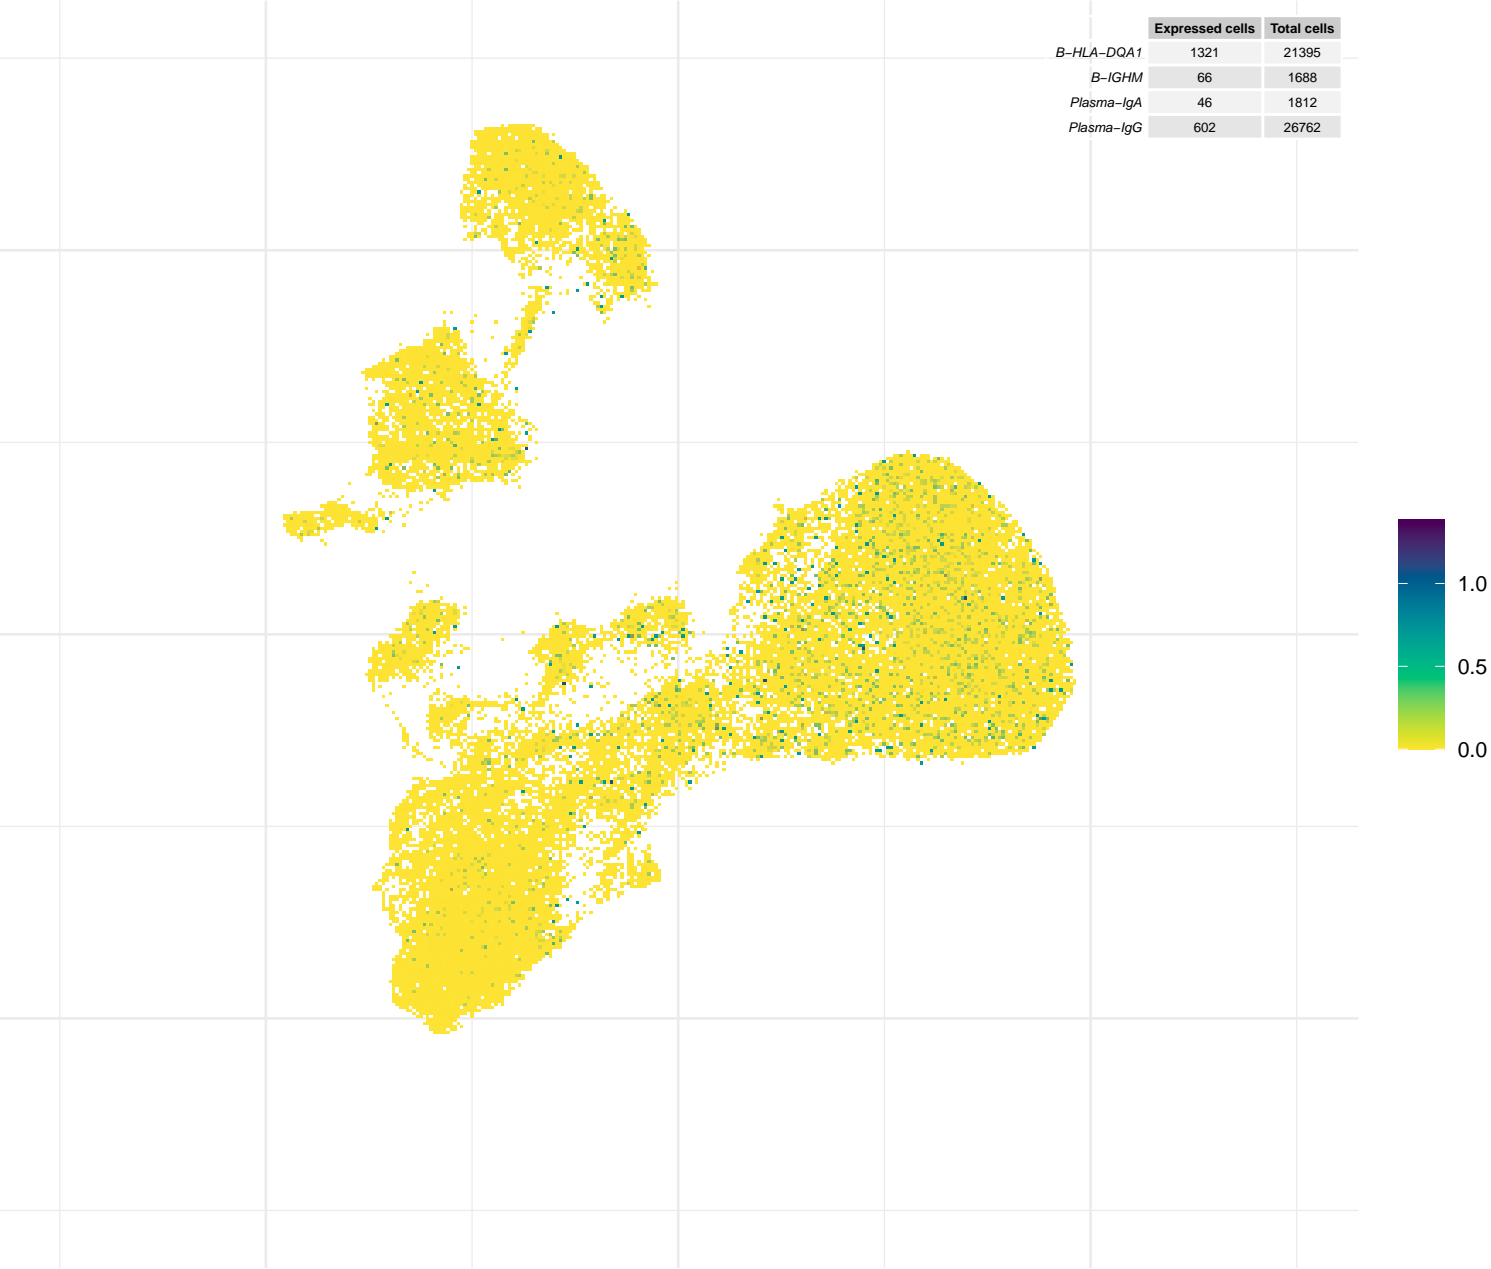 Expressed cells Total cells
B−HLA−DQA1 1321 21395
B−IGHM 66 1688
Plasma−IgA 46 1812
Plasma−IgG 602 26762
1.0
0.5
0.0